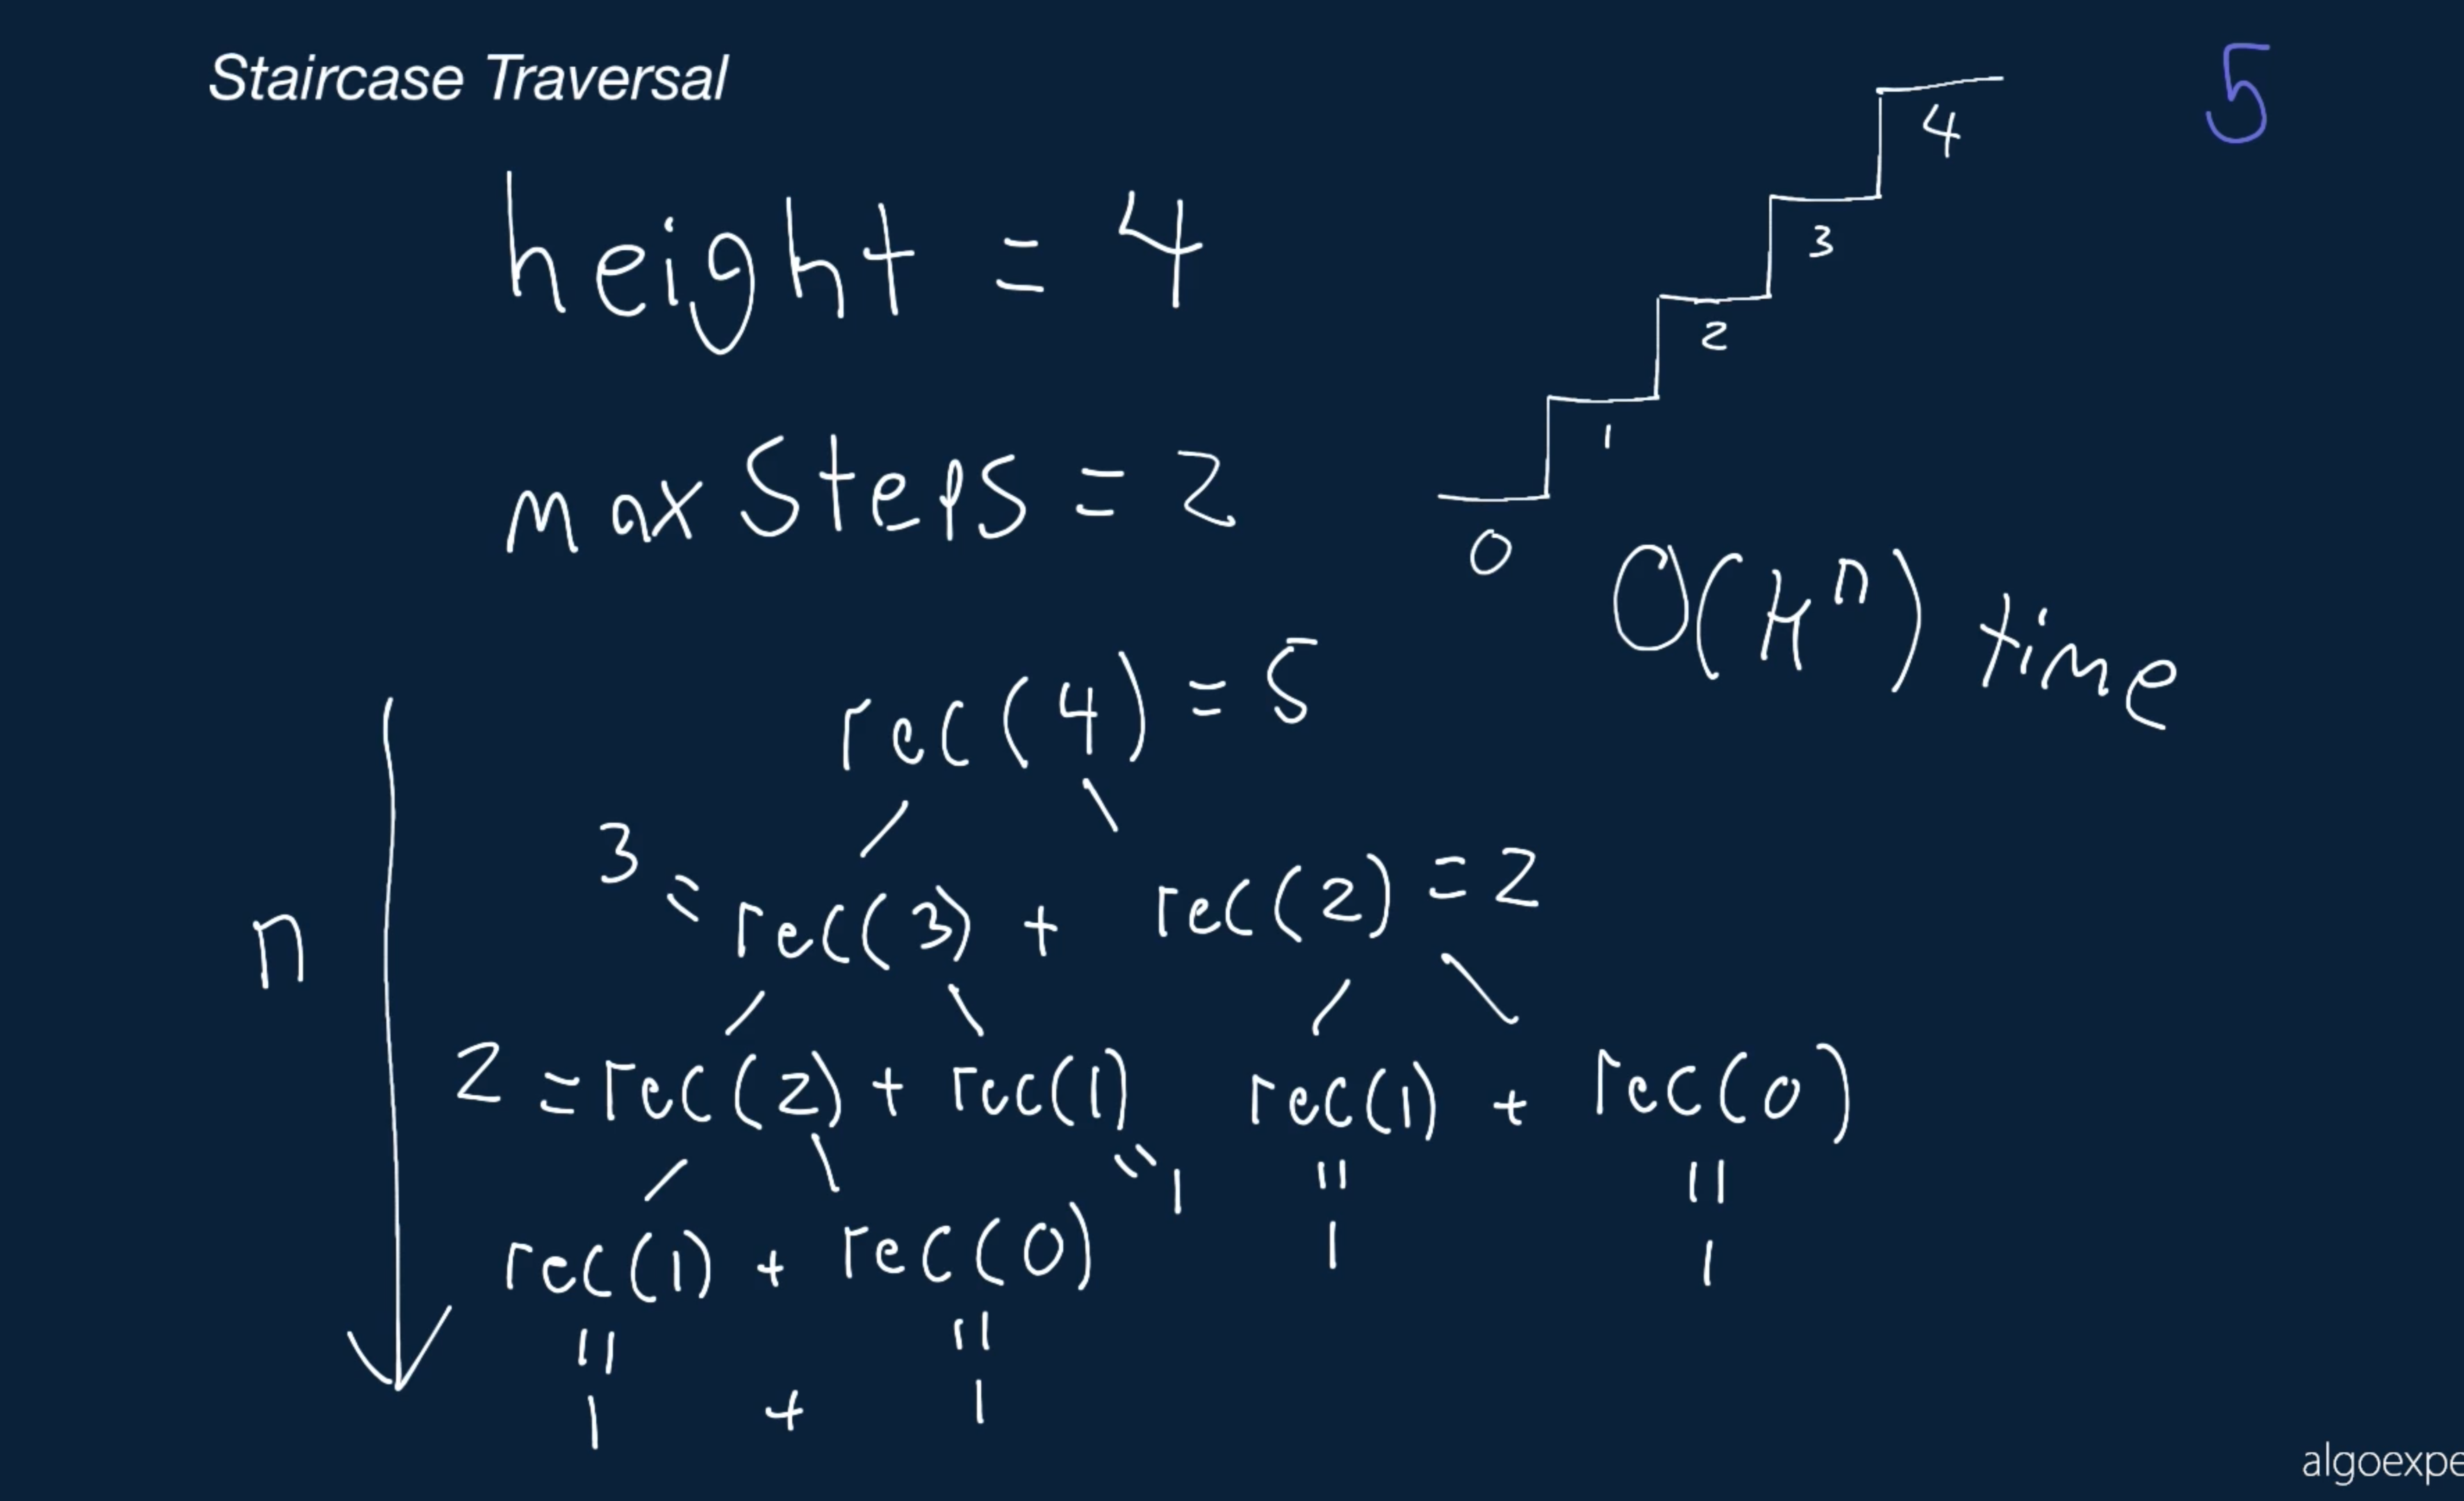 Staircase Traversal
5
height = 4
4
3
2
1
0
max Steps = 2
O(k^n) time
rec(4) = 5
3 = rec(3) + rec(2) = 2
n
2 = rec(2) + rec(1) = 1 rec(1) + rec(0)
= =
1 1
rec(1) + rec(0)
= =
1 + 1
algoexpe